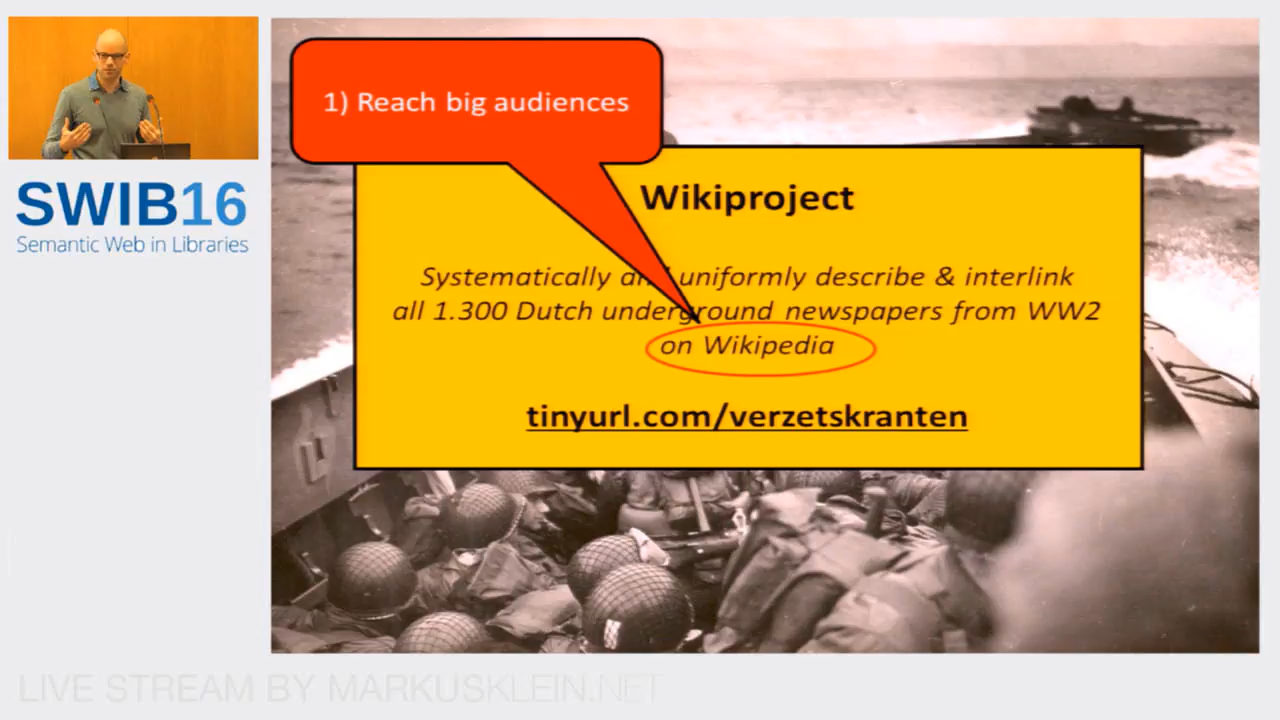 1) Reach big audiences
SWIB16
Semantic Web in Libraries
Wikiproject
Systematically and uniformly describe & interlink
all 1.300 Dutch underground newspapers from WW2
on Wikipedia
tinyurl.com/verzetskranten
LIVE STREAM BY MARKUSKLEIN.NET